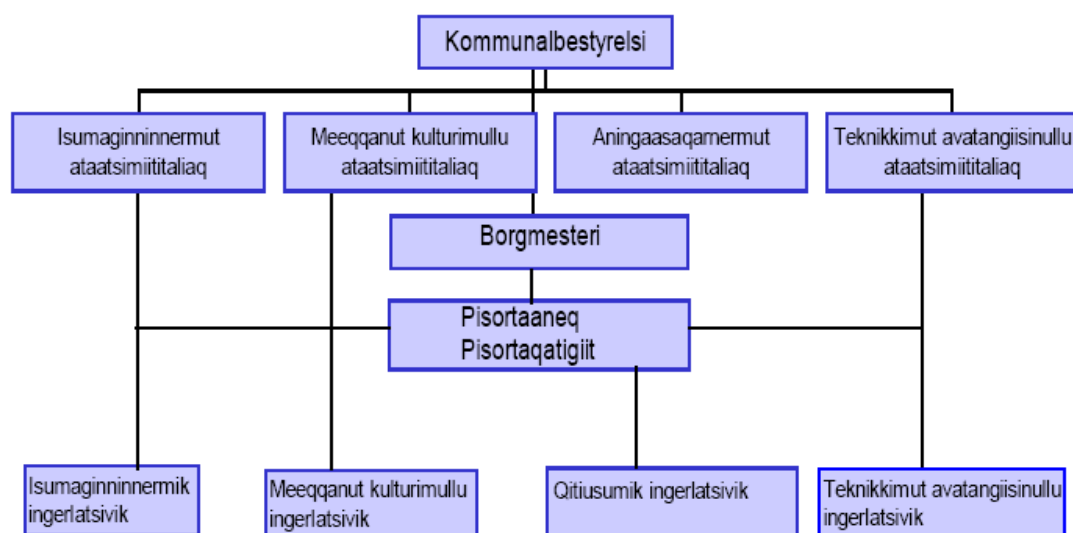 Kommunalbestyrelsi
Isumaginninnermut
ataatsimiititaliaq
Meeqqanut kulturimullu
ataatsimiititaliaq
Aningaasaqarnermut
ataatsimiititaliaq
Teknikkimut avatangiisinullu
ataatsimiititaliaq
Borgmesteri
Pisortaaneq
Pisortaqatigiit
Isumaginninnermik
ingerlatsivik
Meeqqanut kulturimullu
ingerlatsivik
Qitiusumik ingerlatsivik
Teknikkimut avatangiisinullu
ingerlatsivik